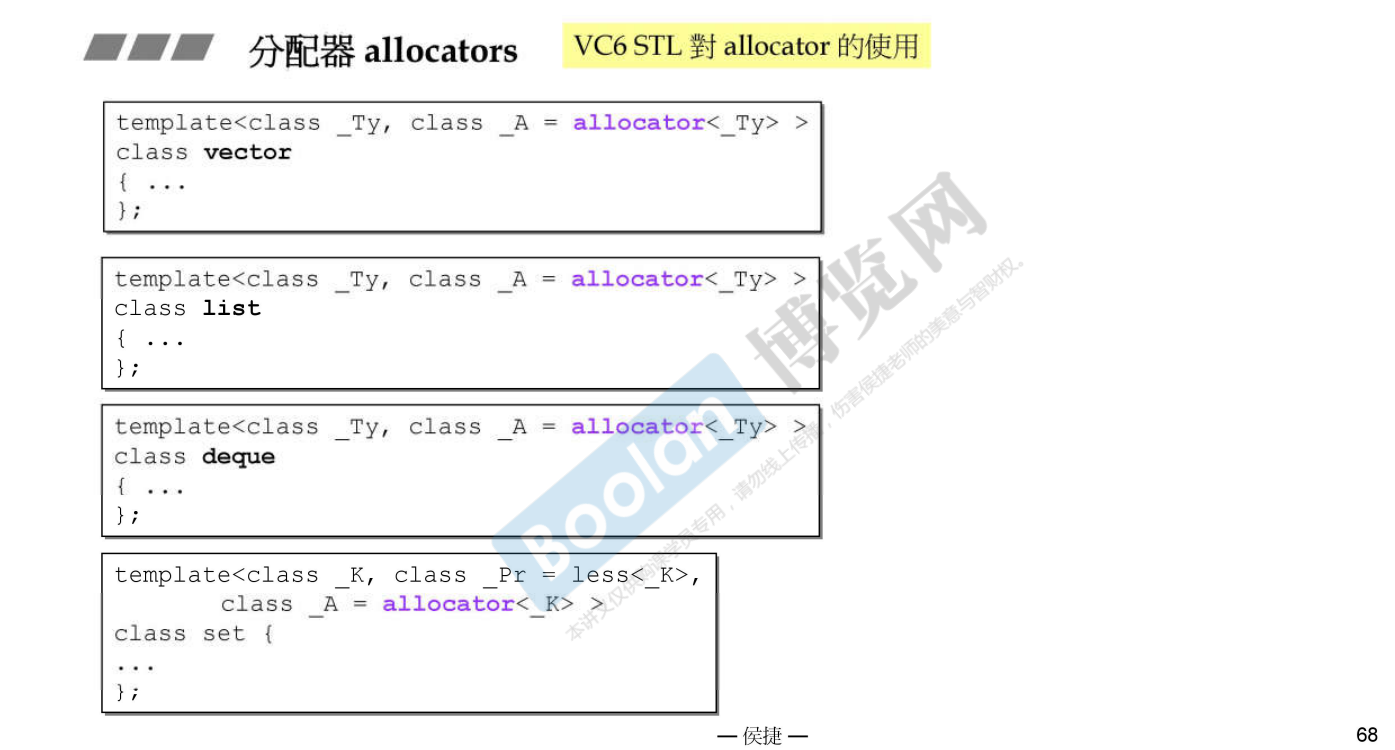 分配器 allocators
VC6 STL 對 allocator 的使用
template<class _Ty, class _A = allocator<_Ty> >
class vector
{ ...
};
template<class _Ty, class _A = allocator<_Ty> >
class list
{ ...
};
template<class _Ty, class _A = allocator<_Ty> >
class deque
{ ...
};
template<class _K, class _Pr = less<_K>,
class _A = allocator<_K> >
class set {
...
};
Boolan 博览网
本讲义仅供购课学员专用，请勿线上传播，伤害侯捷老师的美意与智财权。
— 侯捷 —
68